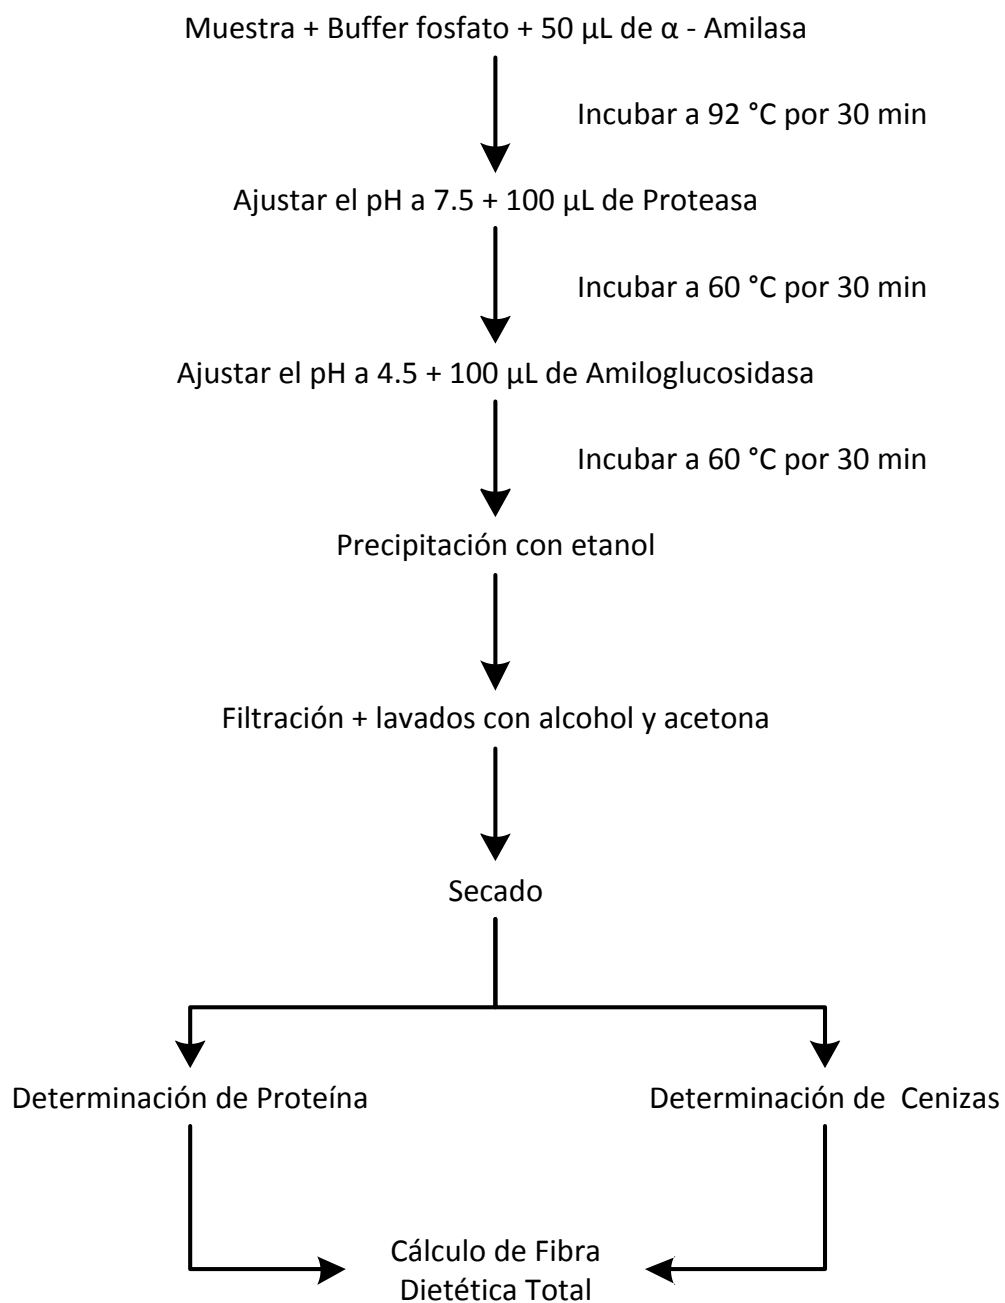 Muestra + Buffer fosfato + 50 µL de α - Amilasa
Incubar a 92 °C por 30 min
Ajustar el pH a 7.5 + 100 µL de Proteasa
Incubar a 60 °C por 30 min
Ajustar el pH a 4.5 + 100 µL de Amiloglucosidasa
Incubar a 60 °C por 30 min
Precipitación con etanol
Filtración + lavados con alcohol y acetona
Secado
Determinación de Proteína
Determinación de Cenizas
Cálculo de Fibra
Dietética Total